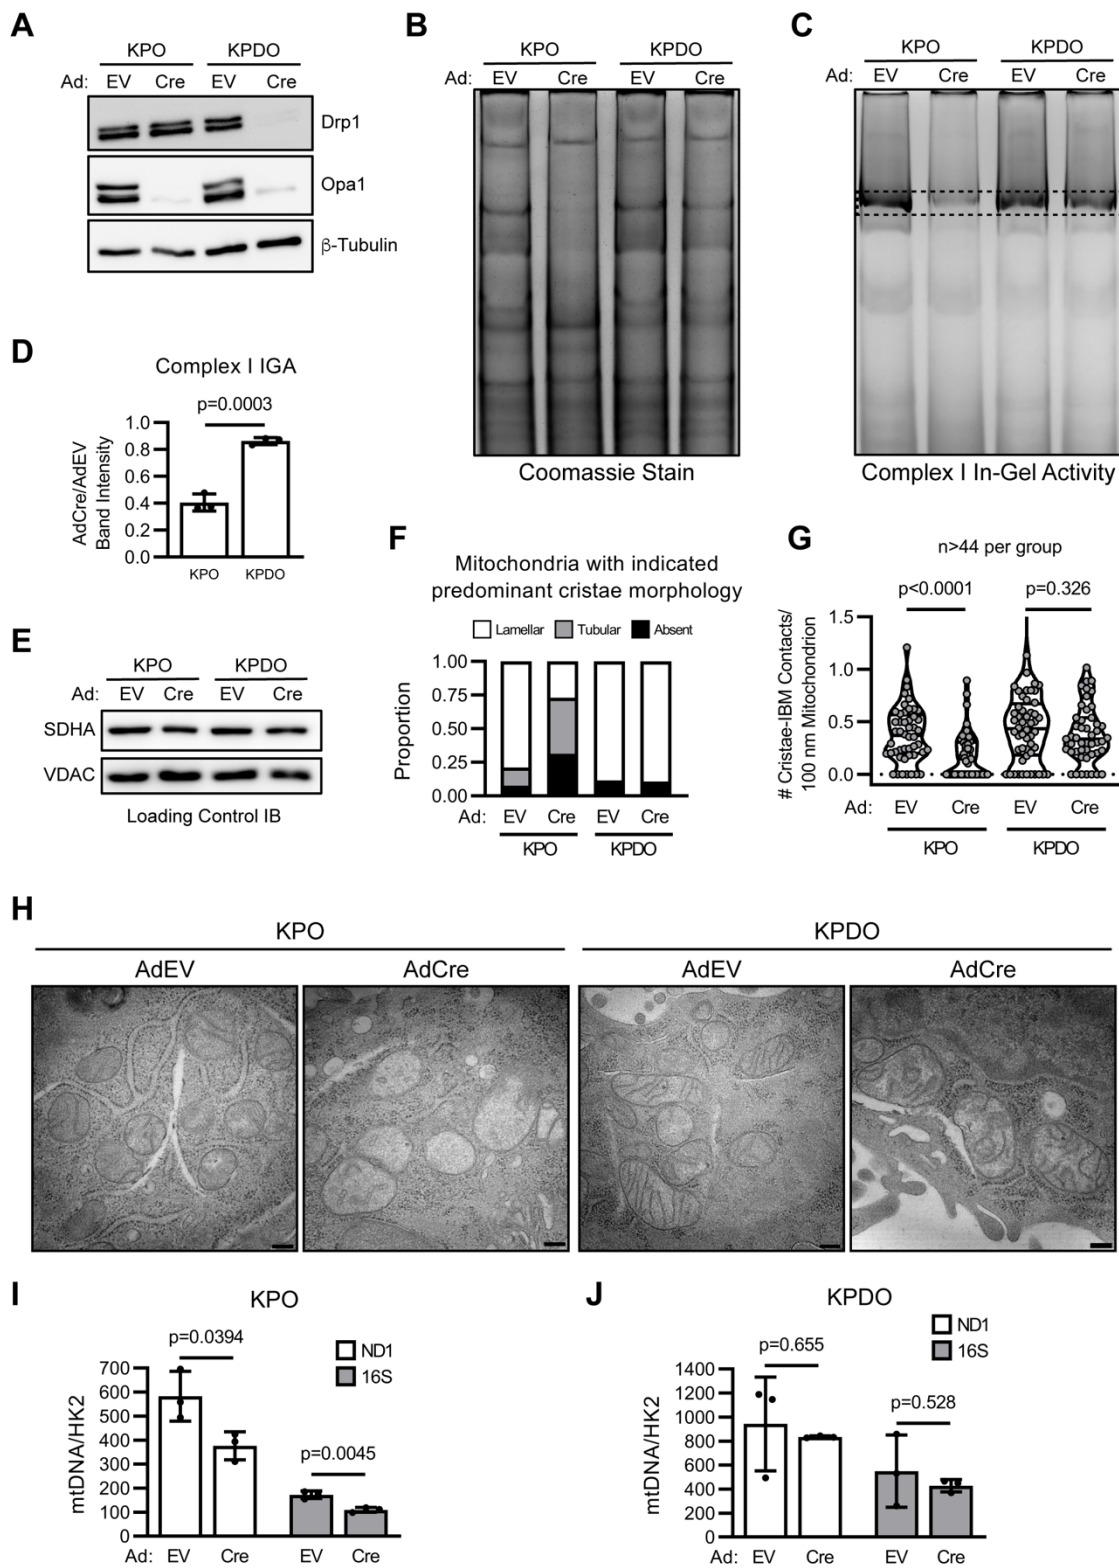 A
KPO KPDO
Ad: EV Cre EV Cre
Drp1
Opa1
β-Tubulin
B
KPO KPDO
Ad: EV Cre EV Cre
Coomassie Stain
C
KPO KPDO
Ad: EV Cre EV Cre
Complex I In-Gel Activity
D
Complex I IGA
p=0.0003
AdCre/AdEV
Band Intensity
1.0
0.8
0.6
0.4
0.2
0.0
KPO KPDO
E
KPO KPDO
Ad: EV Cre EV Cre
SDHA
VDAC
Loading Control IB
F
Mitochondria with indicated
predominant cristae morphology
Lamellar Tubular Absent
Proportion
1.00
0.75
0.50
0.25
0.00
Ad: EV Cre EV Cre
KPO KPDO
G
n>44 per group
p<0.0001 p=0.326
# Cristae-IBM Contacts/
100 nm Mitochondrion
1.5
1.0
0.5
0.0
Ad: EV Cre EV Cre
KPO KPDO
H
KPO KPDO
AdEV AdCre AdEV AdCre
I
KPO
ND1
16S
p=0.0394
p=0.0045
mtDNA/HK2
700
600
500
400
300
200
100
0
Ad: EV Cre EV Cre
J
KPDO
ND1
16S
p=0.655
p=0.528
mtDNA/HK2
1400
1200
1000
800
600
400
200
0
Ad: EV Cre EV Cre